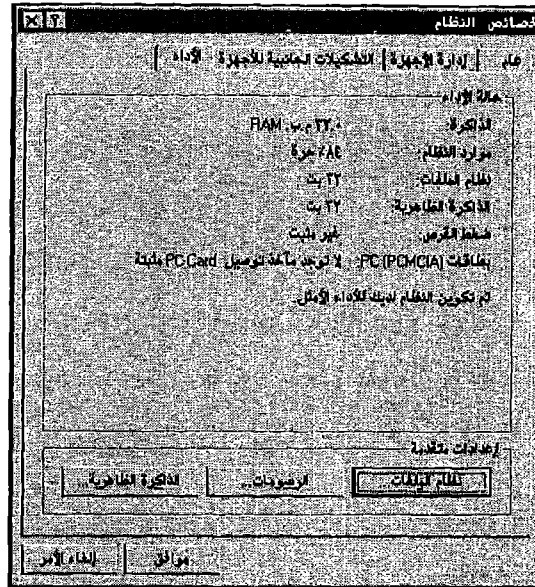 خصائص النظام
عام إدارة الأجهزة التشكيلات الجانبية للأجهزة الأداء
حالة الأداء
الذاكرة: ٣٢,٠ م.ب. RAM
موارد النظام: ٨٤٪ حرة
نظام الملفات: ٣٢ بت
الذاكرة الظاهرية: ٣٢ بت
ضغط القرص: غير مثبت
بطاقات PC (PCMCIA): لا توجد مآخذ توصيل PC Card مثبتة
تم تكوين النظام لديك للأداء الأمثل.
إعدادات متقدمة
نظام الملفات... الرسومات... الذاكرة الظاهرية...
موافق إلغاء الأمر